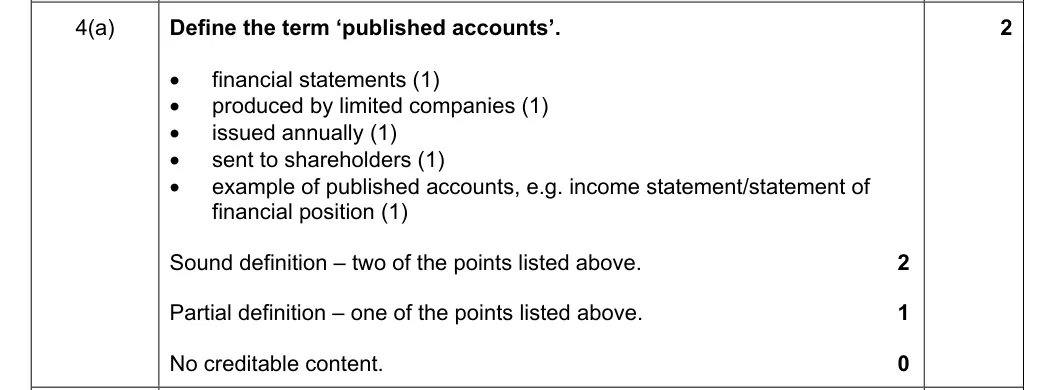 4(a) Define the term ‘published accounts’. 2
• financial statements (1)
• produced by limited companies (1)
• issued annually (1)
• sent to shareholders (1)
• example of published accounts, e.g. income statement/statement of
financial position (1)
Sound definition – two of the points listed above. 2
Partial definition – one of the points listed above. 1
No creditable content. 0